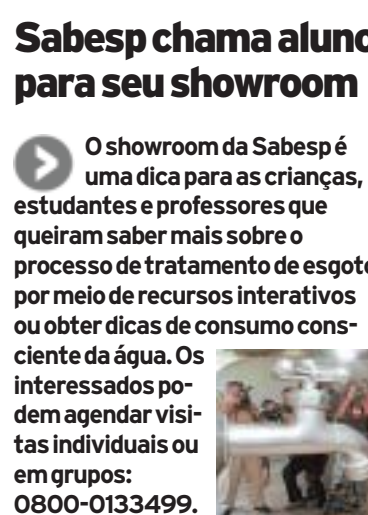 Sabesp chama aluno
para seu showroom
O showroom da Sabesp é
uma dica para as crianças,
estudantes e professores que
queiram saber mais sobre o
processo de tratamento de esgoto
por meio de recursos interativos
ou obter dicas de consumo cons-
ciente da água. Os
interessados po-
dem agendar visi-
tas individuais ou
em grupos:
0800-0133499.